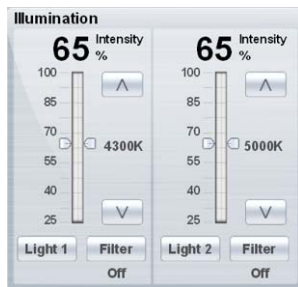 Illumination
65 Intensity % 65 Intensity %
100 100
85 85
70 70
4300K 5000K
55 55
40 40
25 25
Light 1 Filter Light 2 Filter
Off Off